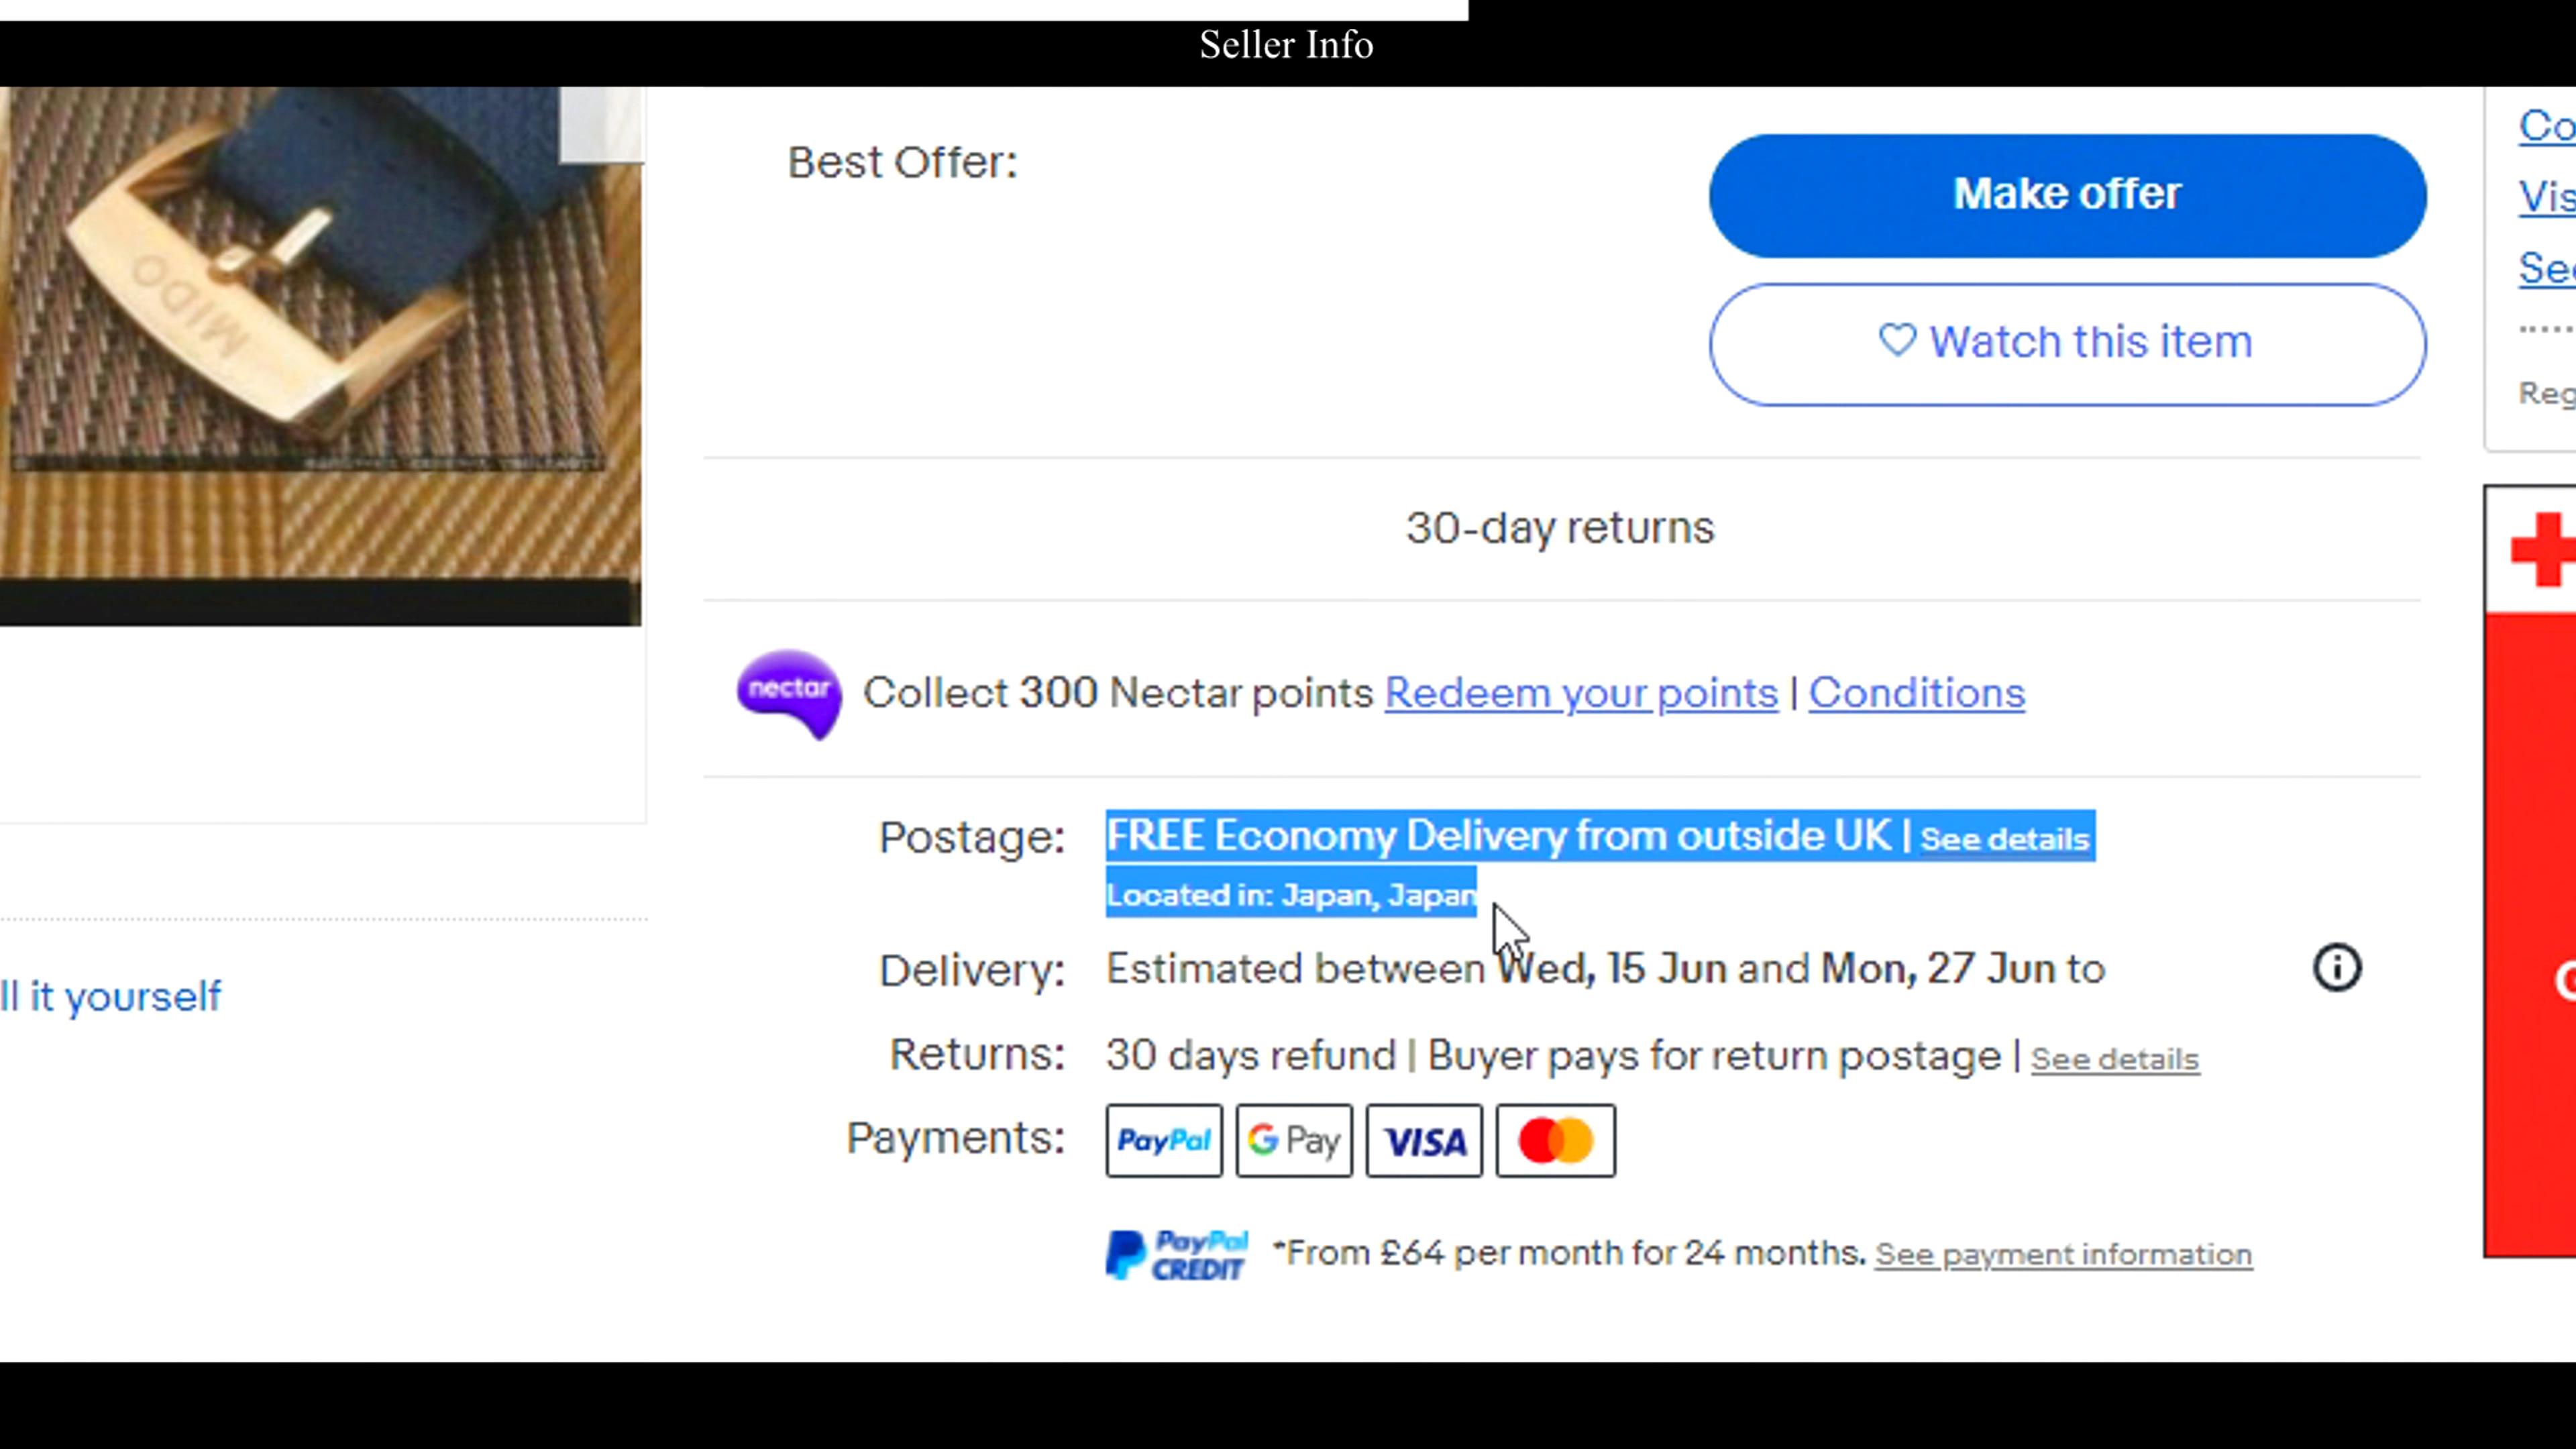 Seller Info
Best Offer:
Make offer
Watch this item
30-day returns
nectar Collect 300 Nectar points Redeem your points | Conditions
Postage: FREE Economy Delivery from outside UK | See details
Located in: Japan, Japan
Delivery: Estimated between Wed, 15 Jun and Mon, 27 Jun to
Returns: 30 days refund | Buyer pays for return postage | See details
Payments: PayPal G Pay VISA
PayPal CREDIT *From £64 per month for 24 months. See payment information
MIDO
ll it yourself
Co
Vis
See
Reg